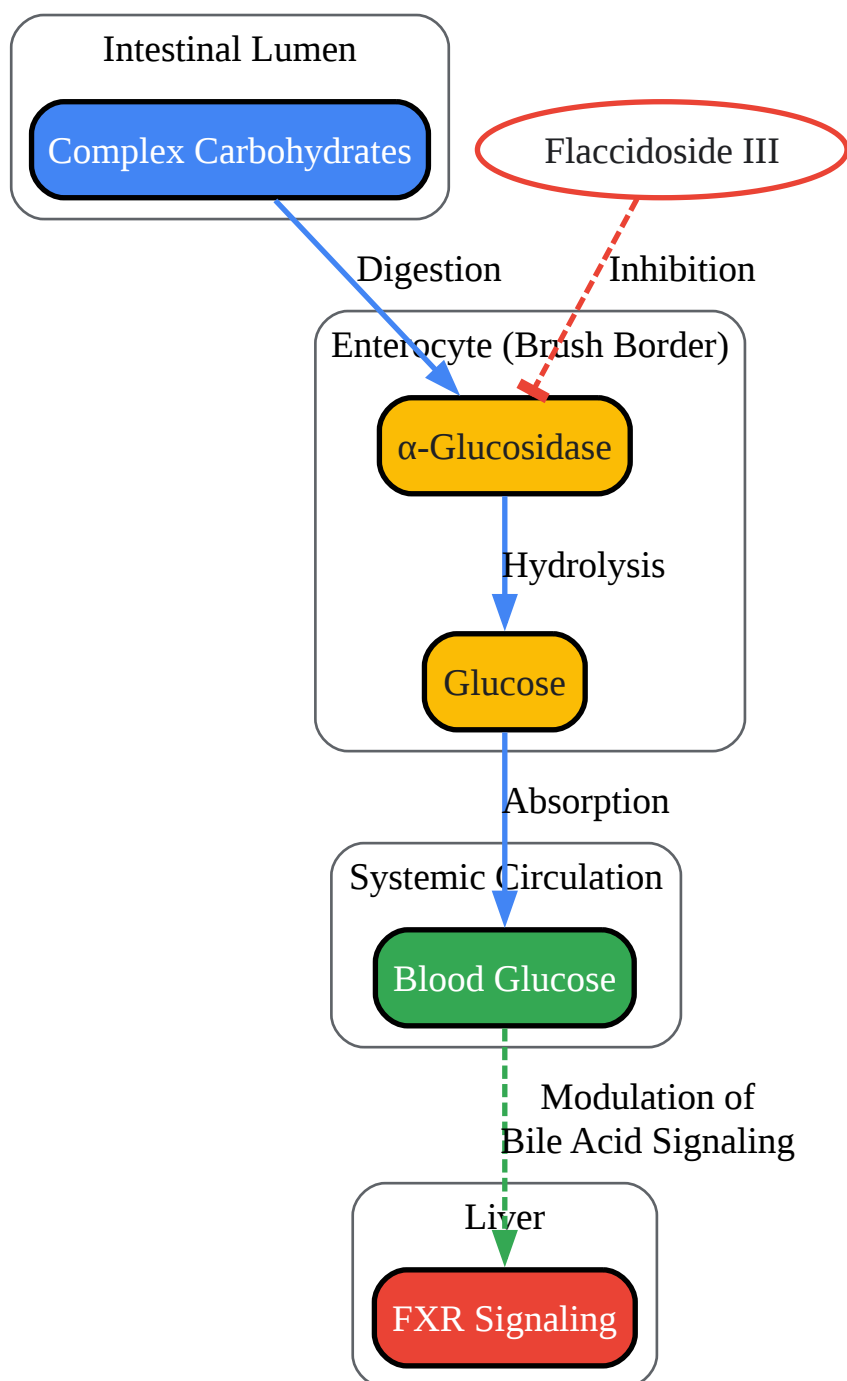 Intestinal Lumen
Complex Carbohydrates
Flaccidoside III
Digestion
Inhibition
Enterocyte (Brush Border)
α-Glucosidase
Hydrolysis
Glucose
Absorption
Systemic Circulation
Blood Glucose
Modulation of
Bile Acid Signaling
Liver
FXR Signaling